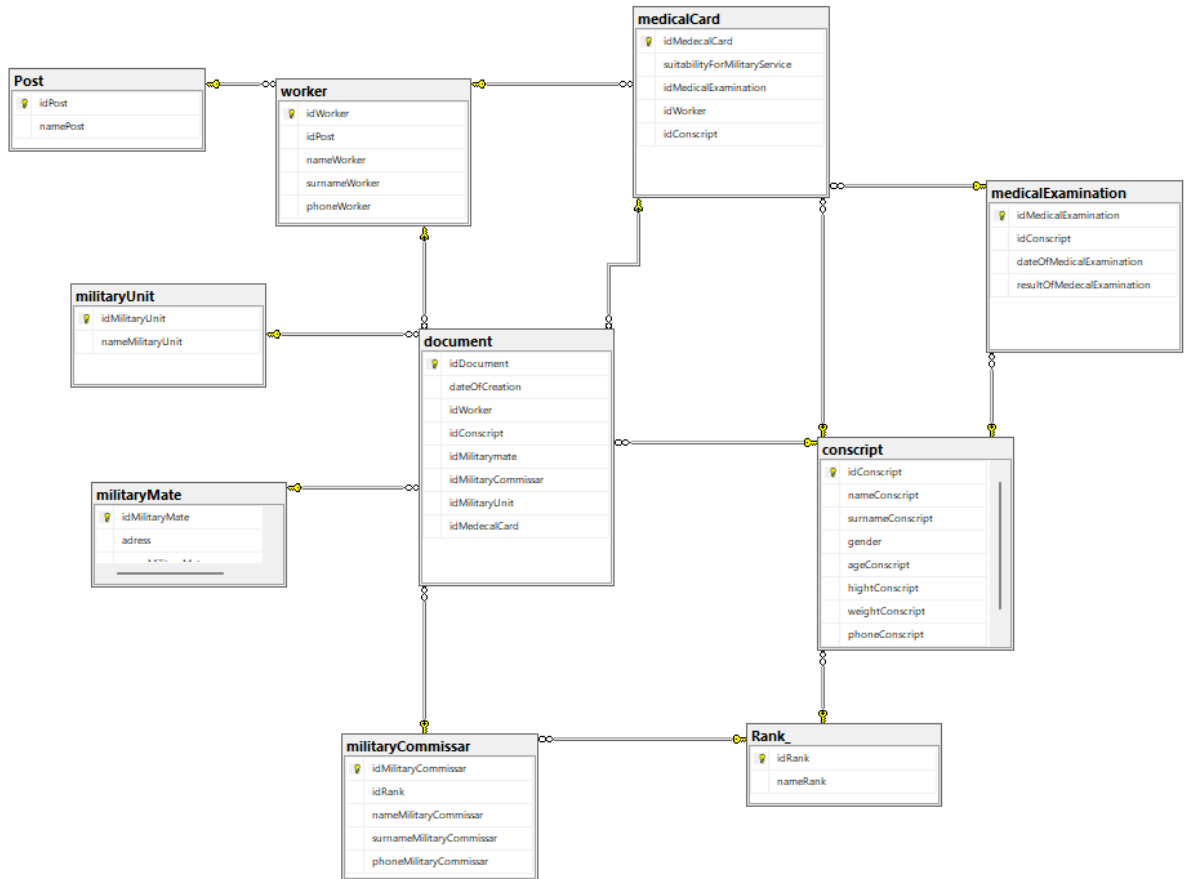 medicalCard
idMedecalCard
suitabilityForMilitaryService
idMedicalExamination
idWorker
idConscript
Post
idPost
namePost
worker
idWorker
idPost
nameWorker
surnameWorker
phoneWorker
medicalExamination
idMedicalExamination
idConscript
dateOfMedicalExamination
resultOfMedecalExamination
militaryUnit
idMilitaryUnit
nameMilitaryUnit
document
idDocument
dateOfCreation
idWorker
idConscript
idMilitarymate
idMilitaryCommissar
idMilitaryUnit
idMedecalCard
conscript
idConscript
nameConscript
surnameConscript
gender
ageConscript
hightConscript
weightConscript
phoneConscript
militaryMate
idMilitaryMate
adress
militaryCommissar
idMilitaryCommissar
idRank
nameMilitaryCommissar
surnameMilitaryCommissar
phoneMilitaryCommissar
Rank_
idRank
nameRank